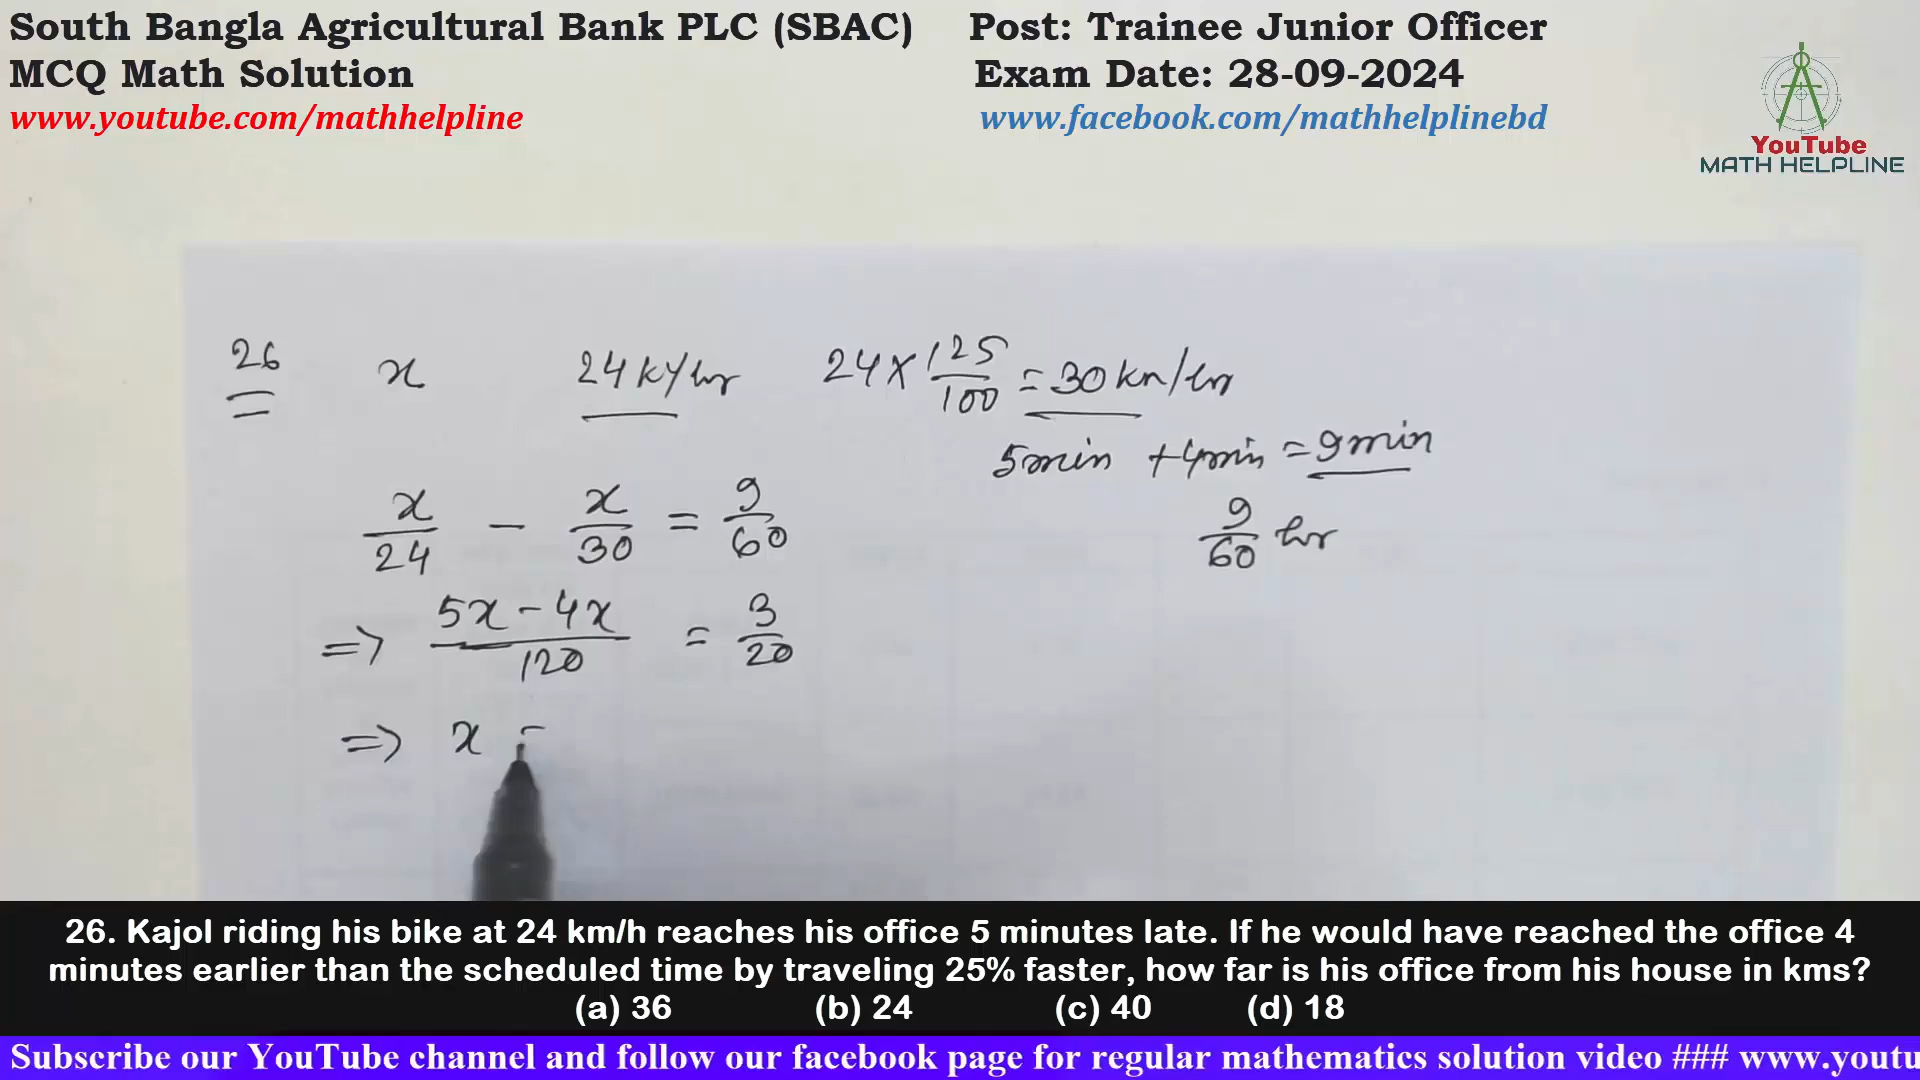 South Bangla Agricultural Bank PLC (SBAC) Post: Trainee Junior Officer
MCQ Math Solution Exam Date: 28-09-2024
www.youtube.com/mathhelpline www.facebook.com/mathhelplinebd
YouTube
MATH HELPLINE
26 x 24 km/hr 24 × 125/100 = 30 km/hr
5 min + 4 min = 9 min
x/24 - x/30 = 9/60
9/60 hr
=> 5x - 4x/120 = 3/20
=> x
26. Kajol riding his bike at 24 km/h reaches his office 5 minutes late. If he would have reached the office 4
minutes earlier than the scheduled time by traveling 25% faster, how far is his office from his house in kms?
(a) 36 (b) 24 (c) 40 (d) 18
Subscribe our YouTube channel and follow our facebook page for regular mathematics solution video ### www.youtu